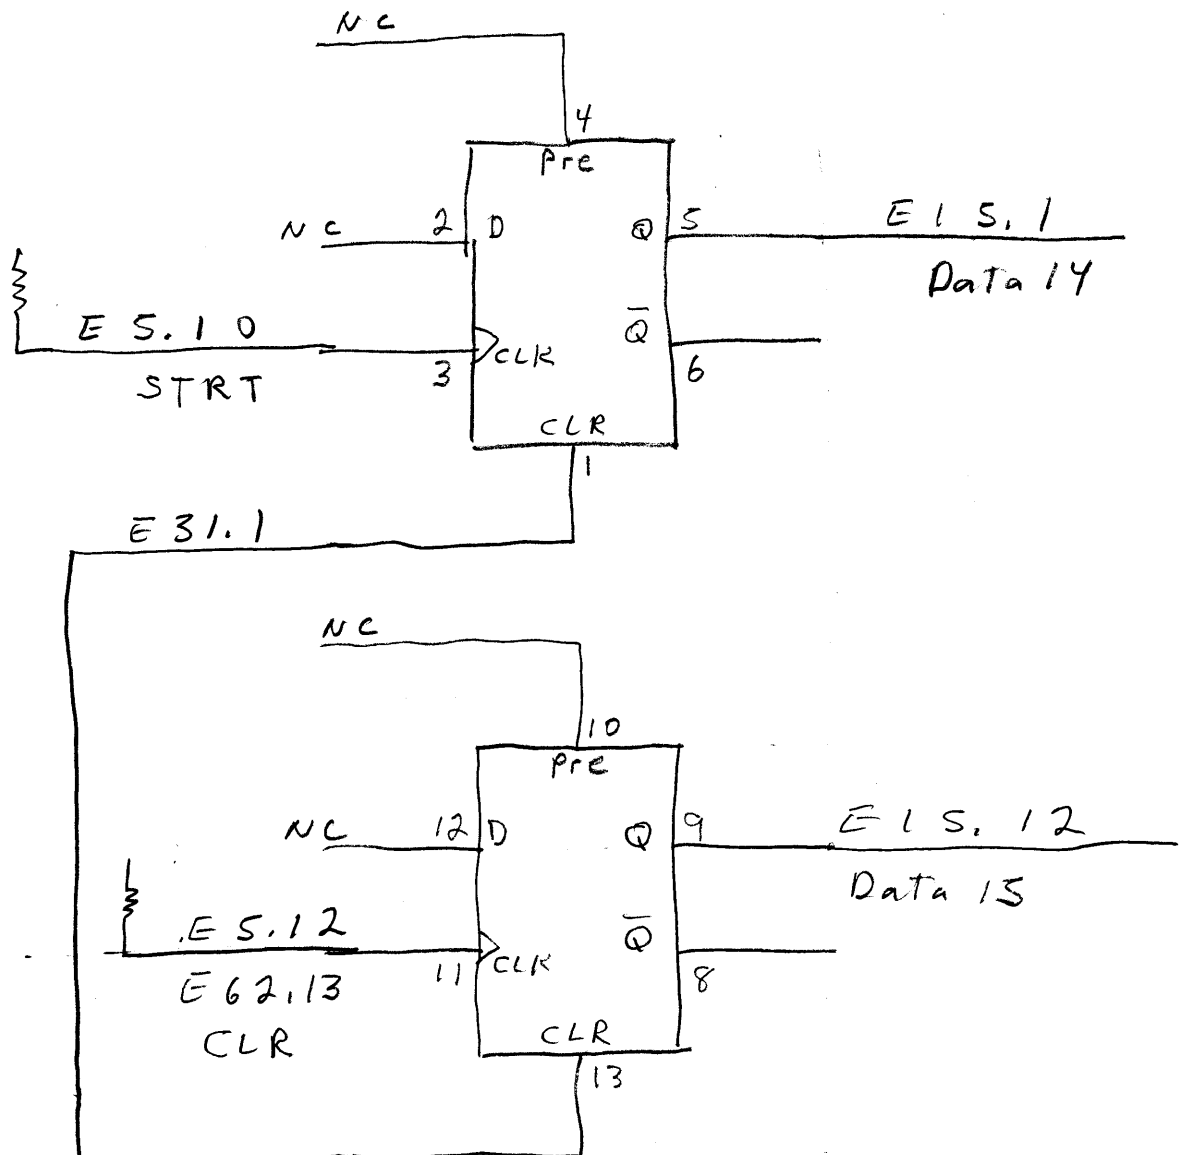 NC
4
Pre
NC 2 D Q 5 E15.1
Data 14
E5.10 Q
STRT 3 CLK 6
CLR
1
E31.1
NC
10
Pre
NC 12 D Q 9 E15.12
Data 15
E5.12 Q
E62.13 11 CLK 8
CLR CLR
13